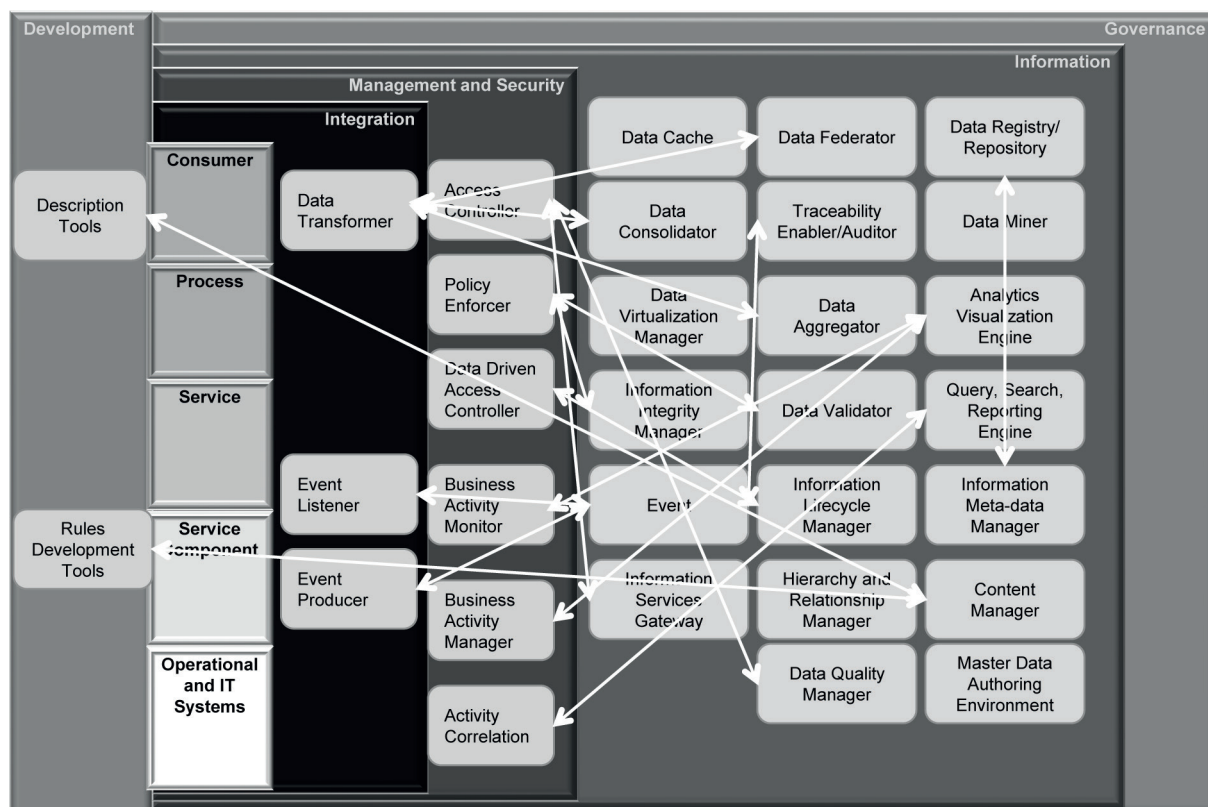 Development
Governance
Information
Management and Security
Integration
Consumer
Process
Service
Service
Component
Operational
and IT
Systems
Description
Tools
Rules
Development
Tools
Data
Transformer
Event
Listener
Event
Producer
Access
Controller
Policy
Enforcer
Data Driven
Access
Controller
Business
Activity
Monitor
Business
Activity
Manager
Activity
Correlation
Data Cache
Data Federator
Data Registry/
Repository
Data
Consolidator
Traceability
Enabler/Auditor
Data Miner
Data
Virtualization
Manager
Data
Aggregator
Analytics
Visualization
Engine
Information
Integrity
Manager
Data Validator
Query, Search,
Reporting
Engine
Event
Information
Lifecycle
Manager
Information
Meta-data
Manager
Information
Services
Gateway
Hierarchy and
Relationship
Manager
Content
Manager
Data Quality
Manager
Master Data
Authoring
Environment